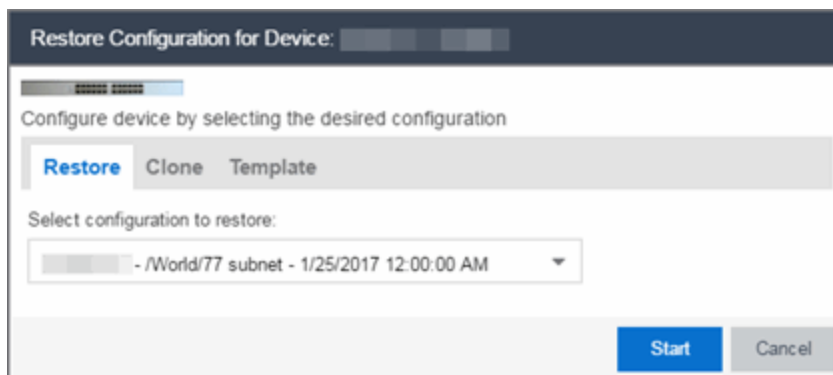 Restore Configuration for Device:
Configure device by selecting the desired configuration
Restore Clone Template
Select configuration to restore:
- /World/77 subnet - 1/25/2017 12:00:00 AM
Start Cancel